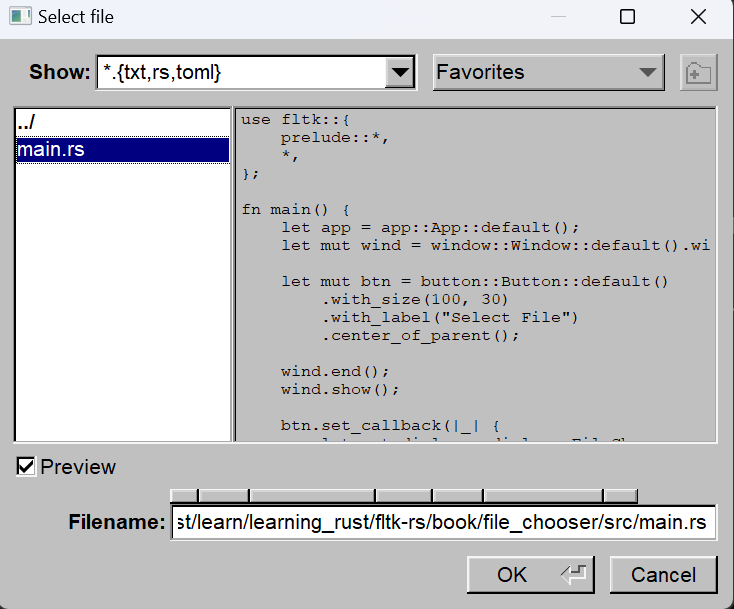 Select file
Show: *.{txt,rs,toml} Favorites
../
main.rs
use fltk::{
    prelude::*,
    *,
};
fn main() {
    let app = app::App::default();
    let mut wind = window::Window::default().wi
    let mut btn = button::Button::default()
        .with_size(100, 30)
        .with_label("Select File")
        .center_of_parent();
    wind.end();
    wind.show();
    btn.set_callback(|_| {
Preview
Filename: st/learn/learning_rust/fltk-rs/book/file_chooser/src/main.rs
OK Cancel